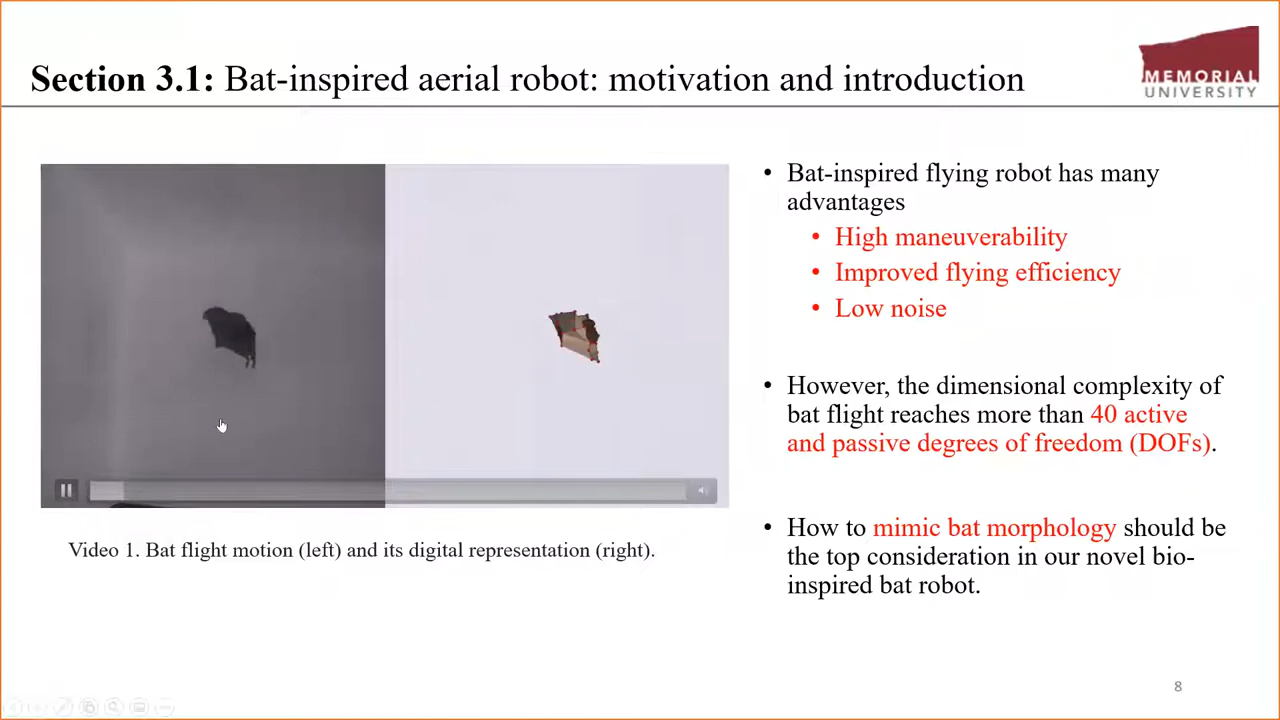 Section 3.1: Bat-inspired aerial robot: motivation and introduction
MEMORIAL
UNIVERSITY
• Bat-inspired flying robot has many
advantages
• High maneuverability
• Improved flying efficiency
• Low noise
• However, the dimensional complexity of
bat flight reaches more than 40 active
and passive degrees of freedom (DOFs).
• How to mimic bat morphology should be
the top consideration in our novel bio-
inspired bat robot.
Video 1. Bat flight motion (left) and its digital representation (right).
8